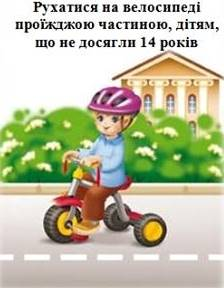 Рухатися на велосипеді
проїжджою частиною, дітям,
що не досягли 14 років